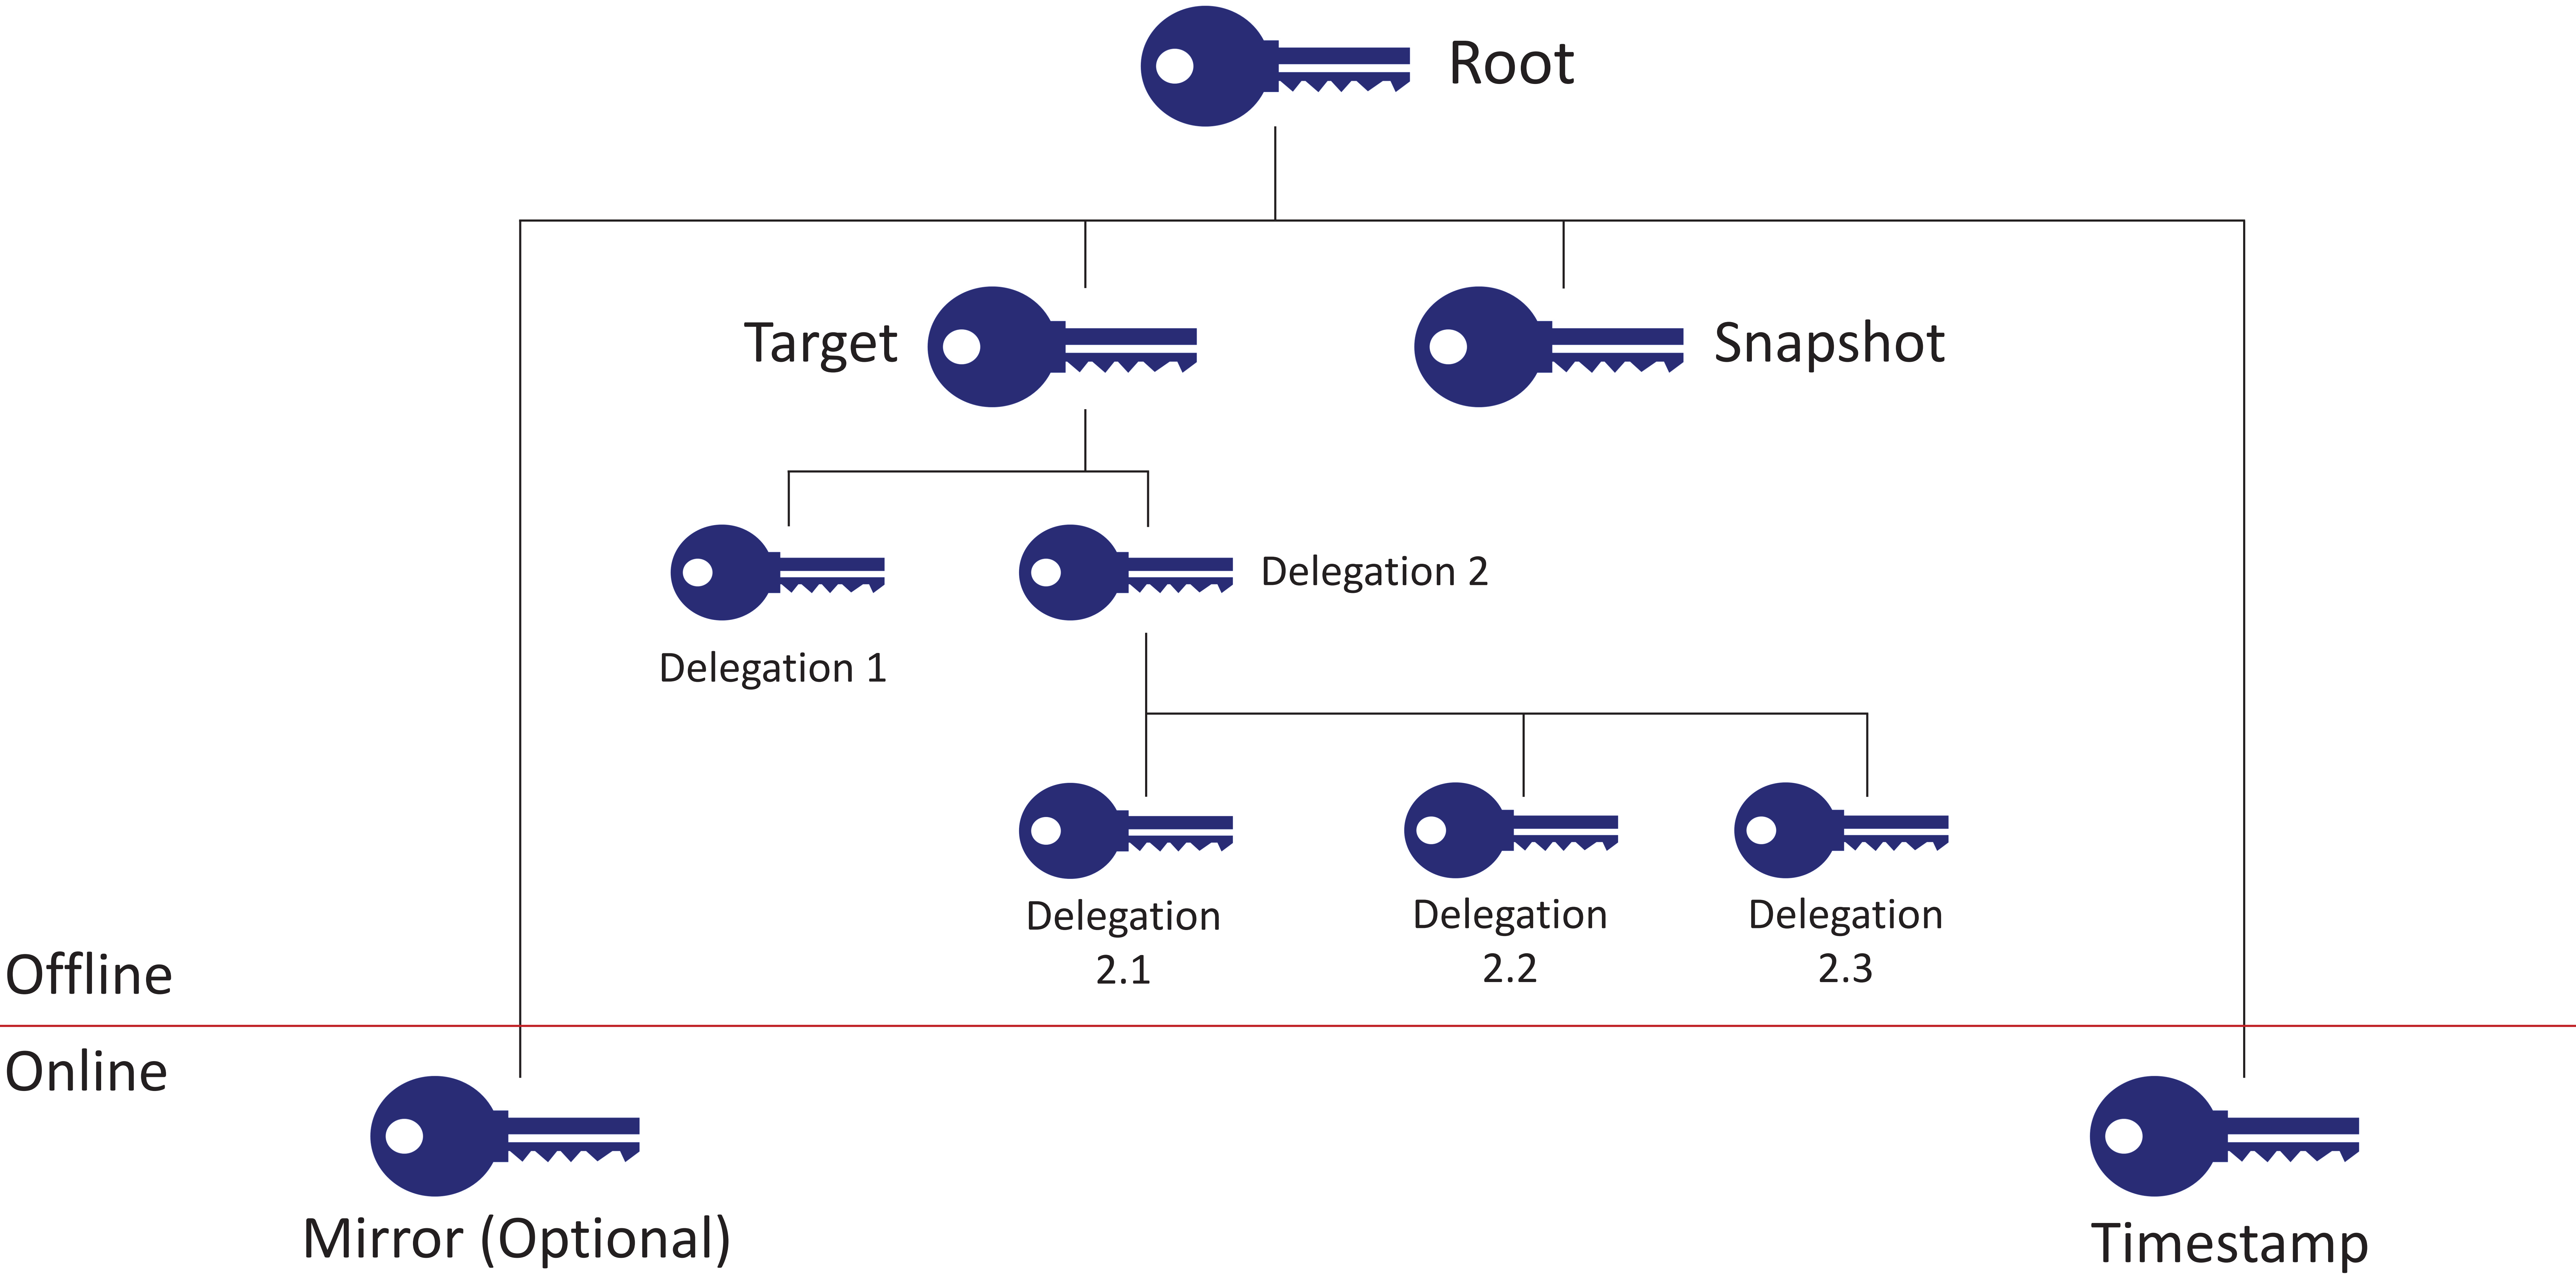 Root
Target
Snapshot
Delegation 2
Delegation 1
Delegation
2.1
Delegation
2.2
Delegation
2.3
Offline
Online
Mirror (Optional)
Timestamp